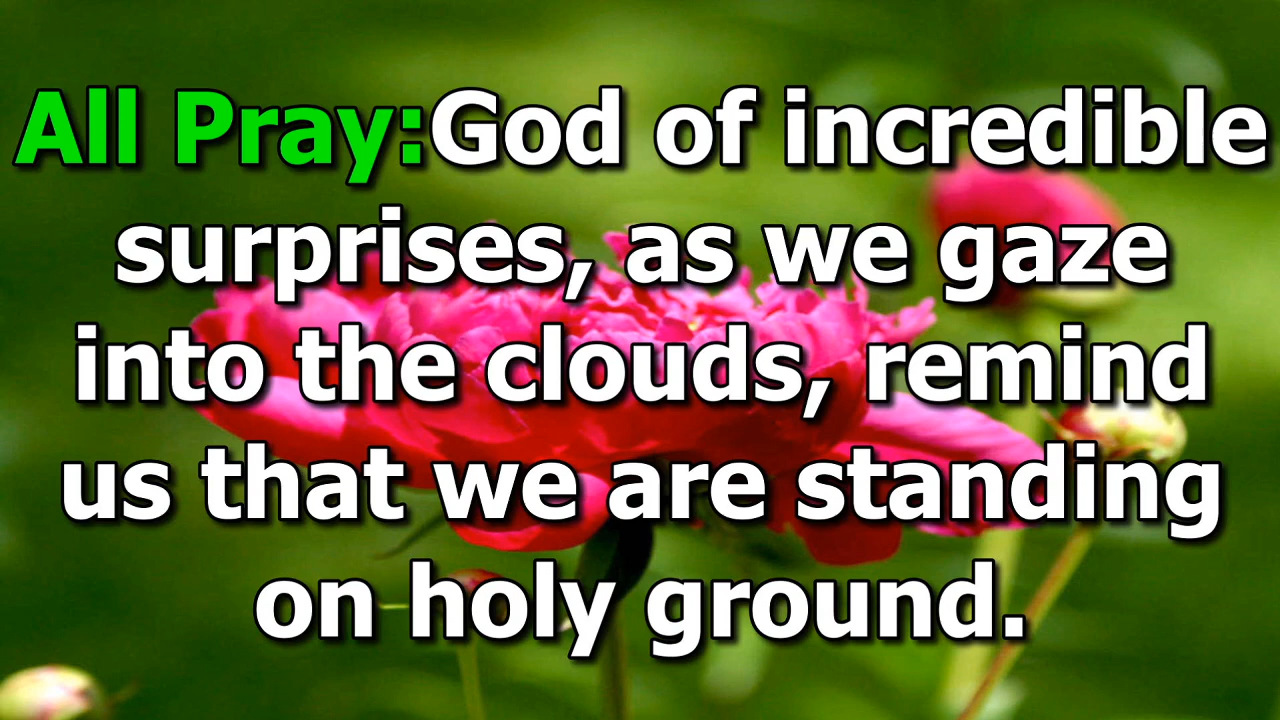 All Pray:God of incredible
surprises, as we gaze
into the clouds, remind
us that we are standing
on holy ground.